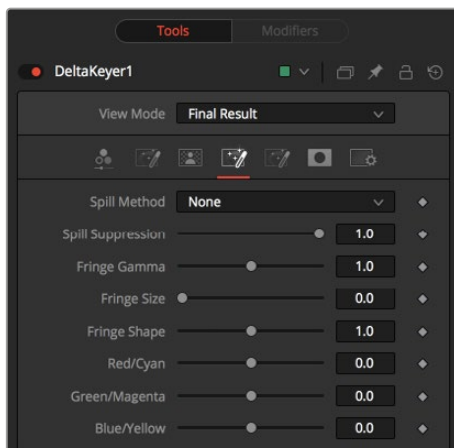 Tools Modifiers
DeltaKeyer1
View Mode Final Result
Spill Method None
Spill Suppression 1.0
Fringe Gamma 1.0
Fringe Size 0.0
Fringe Shape 1.0
Red/Cyan 0.0
Green/Magenta 0.0
Blue/Yellow 0.0